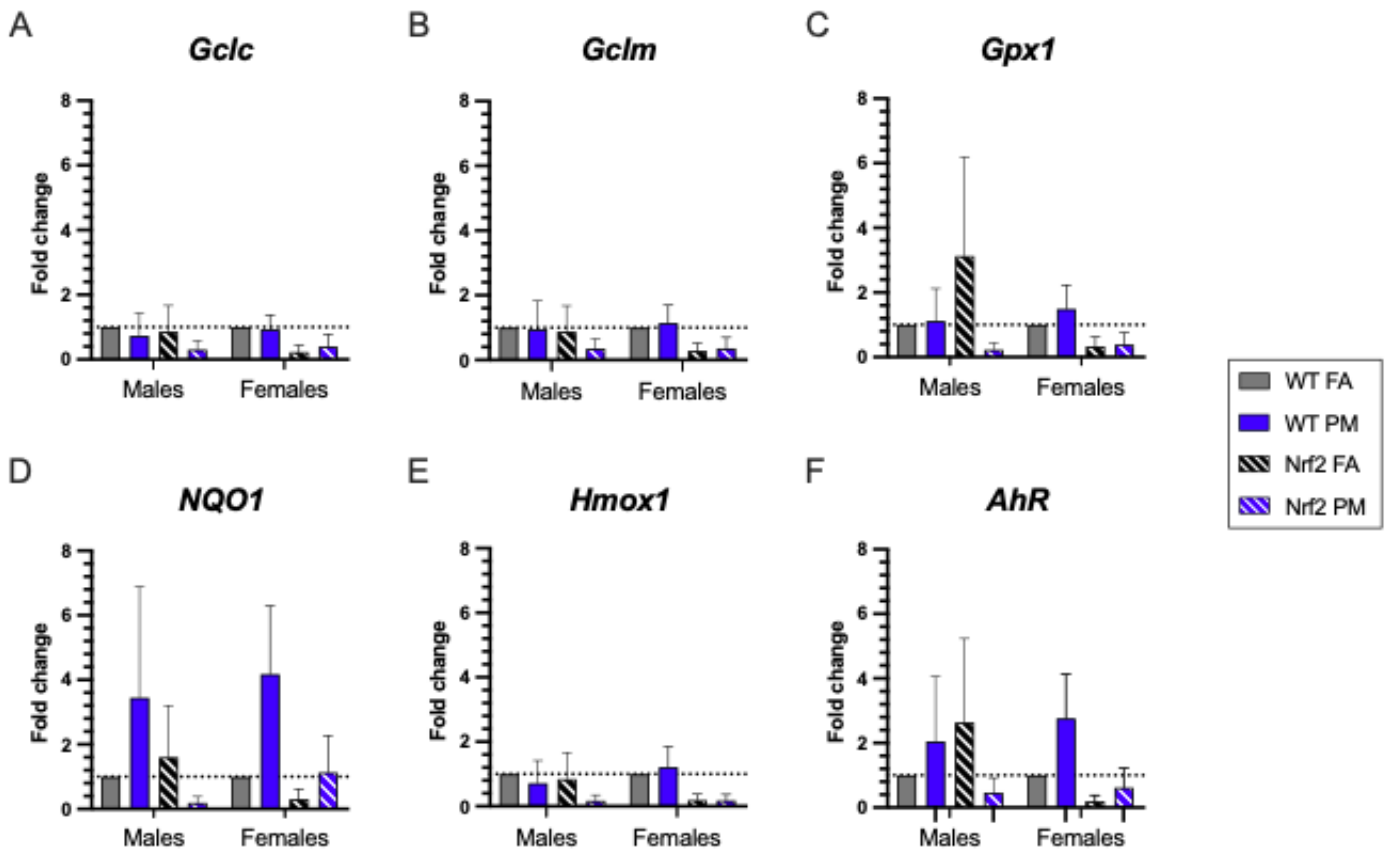 A
Gclc
Fold change
8
6
4
2
0
Males Females
B
Gclm
Fold change
8
6
4
2
0
Males Females
C
Gpx1
Fold change
8
6
4
2
0
Males Females
WT FA
WT PM
Nrf2 FA
Nrf2 PM
D
NQO1
Fold change
8
6
4
2
0
Males Females
E
Hmox1
Fold change
8
6
4
2
0
Males Females
F
AhR
Fold change
8
6
4
2
0
Males Females